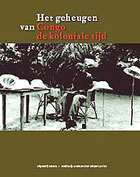 Het geheugen
van Congo
de koloniale tijd